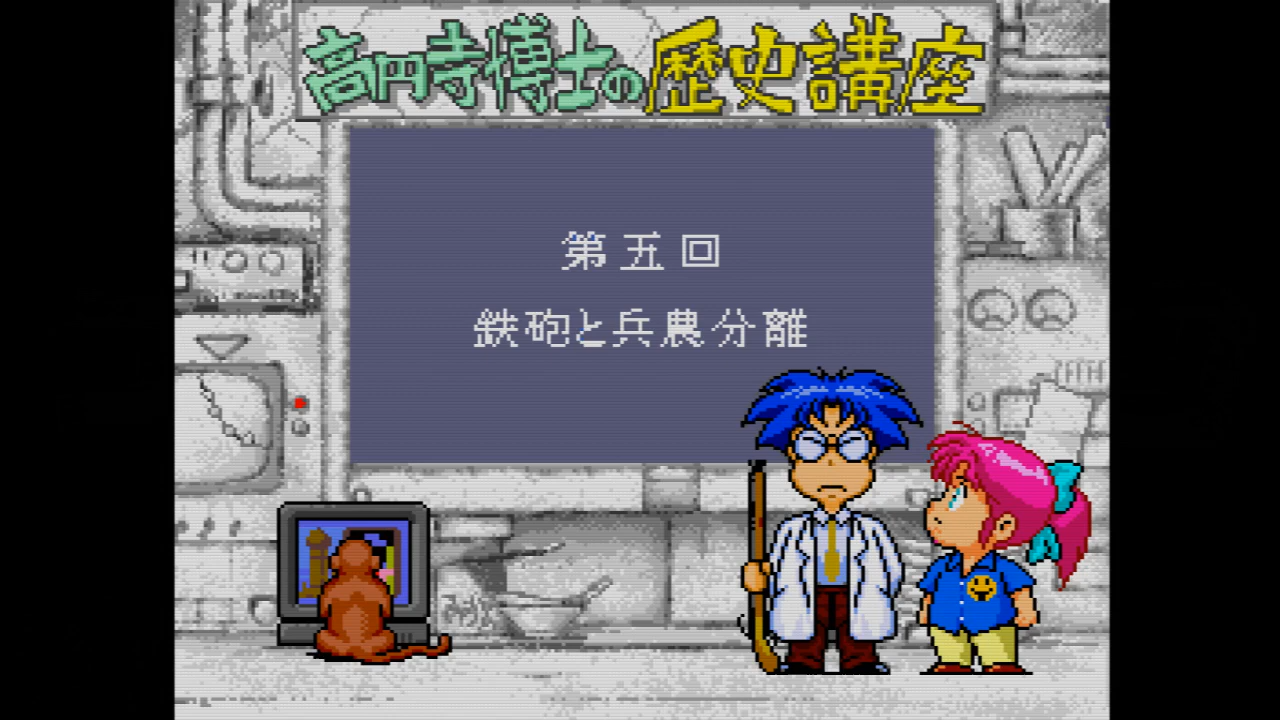 高円寺博士の歴史講座
第五回
鉄砲と兵農分離